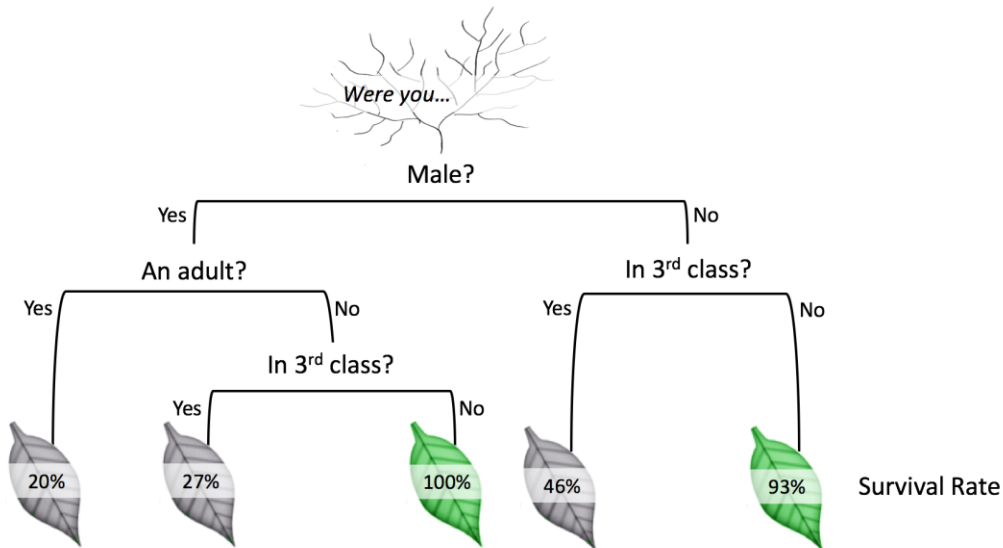 Were you...
Male?
Yes
No
An adult?
In 3rd class?
Yes
No
Yes
No
In 3rd class?
Yes
No
20%
27%
100%
46%
93%
Survival Rate